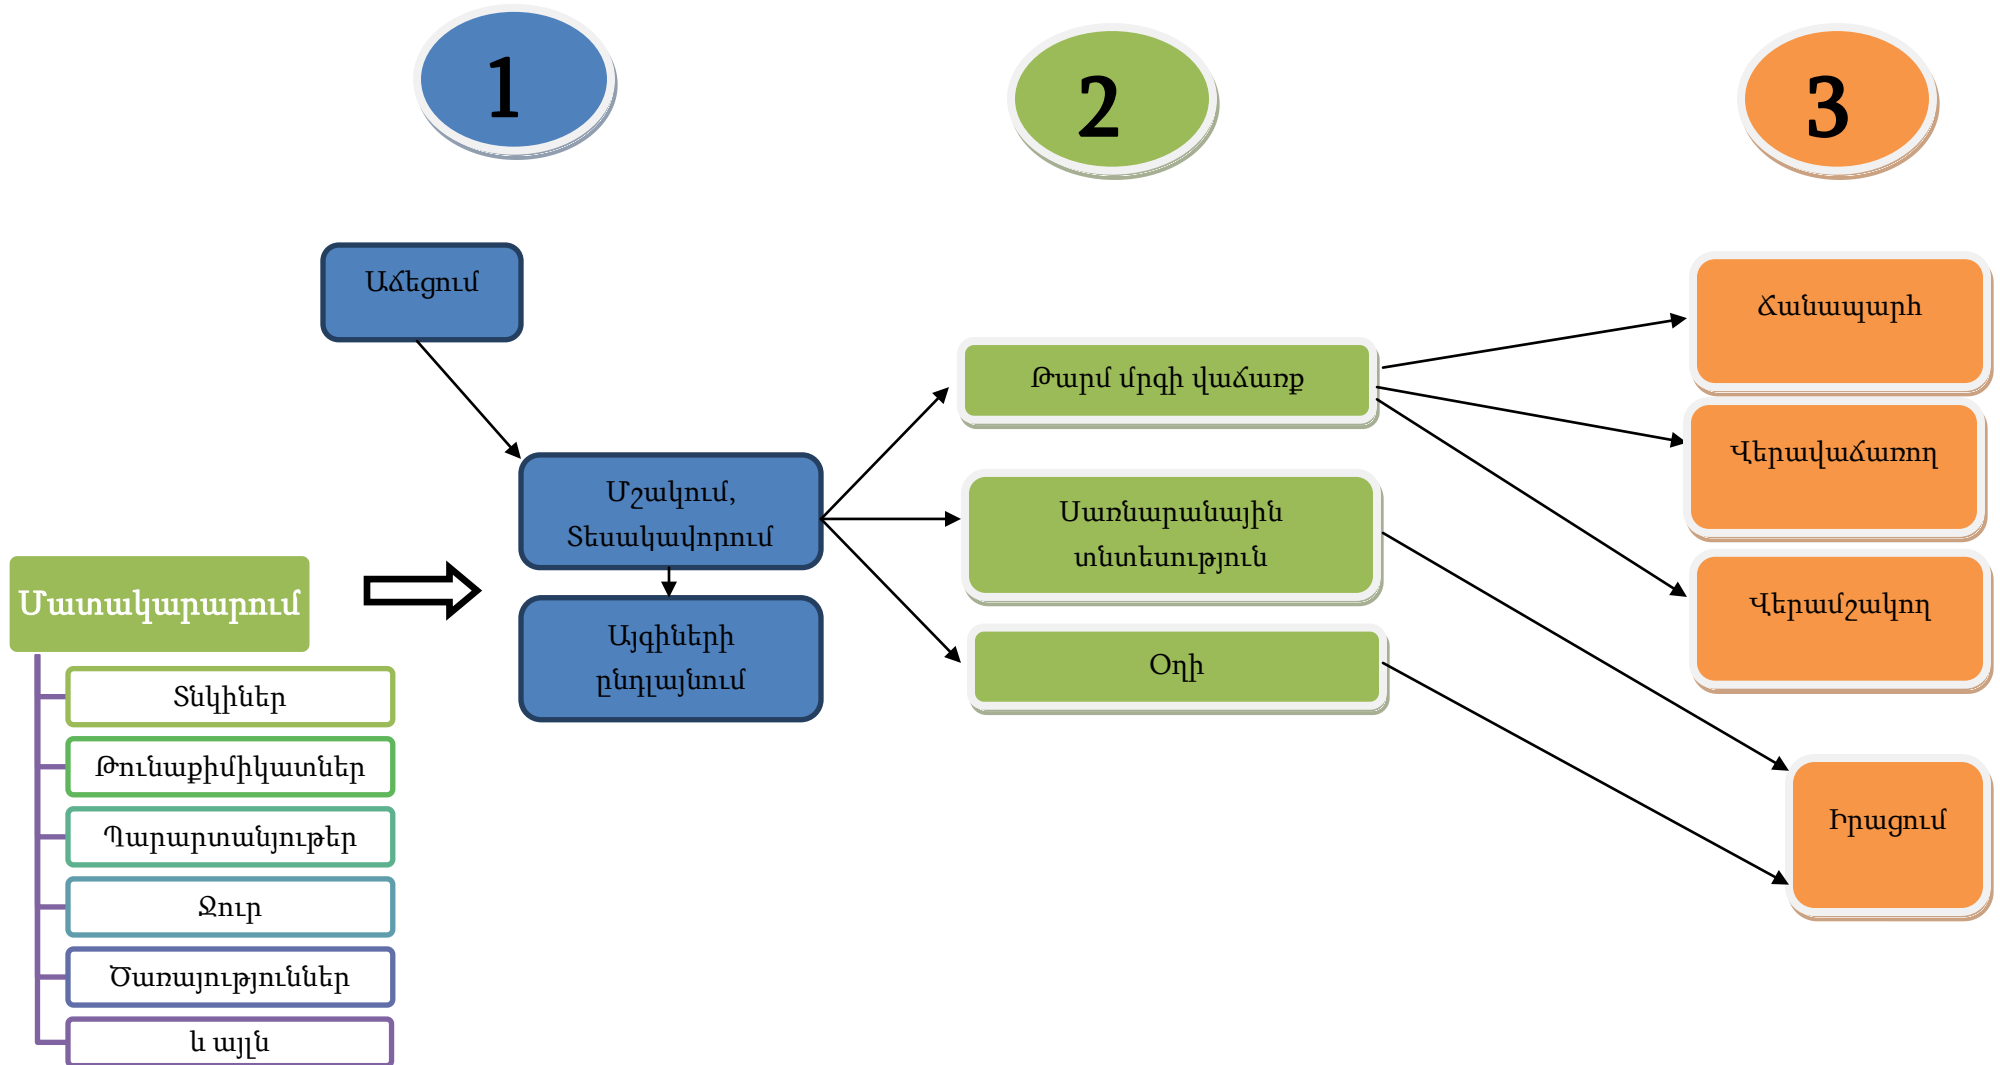 1
2
3
Աճեցում
Մշակում,
Տեսակավորում
Այգիների
ընդլայնում
Մատակարարում
Տնկիներ
Թունաքիմիկատներ
Պարարտանյութեր
Ջուր
Ծառայություններ
և այլն
Թարմ մրգի վաճառք
Սառնարանային
տնտեսություն
Օղի
Ճանապարհ
Վերավաճառող
Վերամշակող
Իրացում